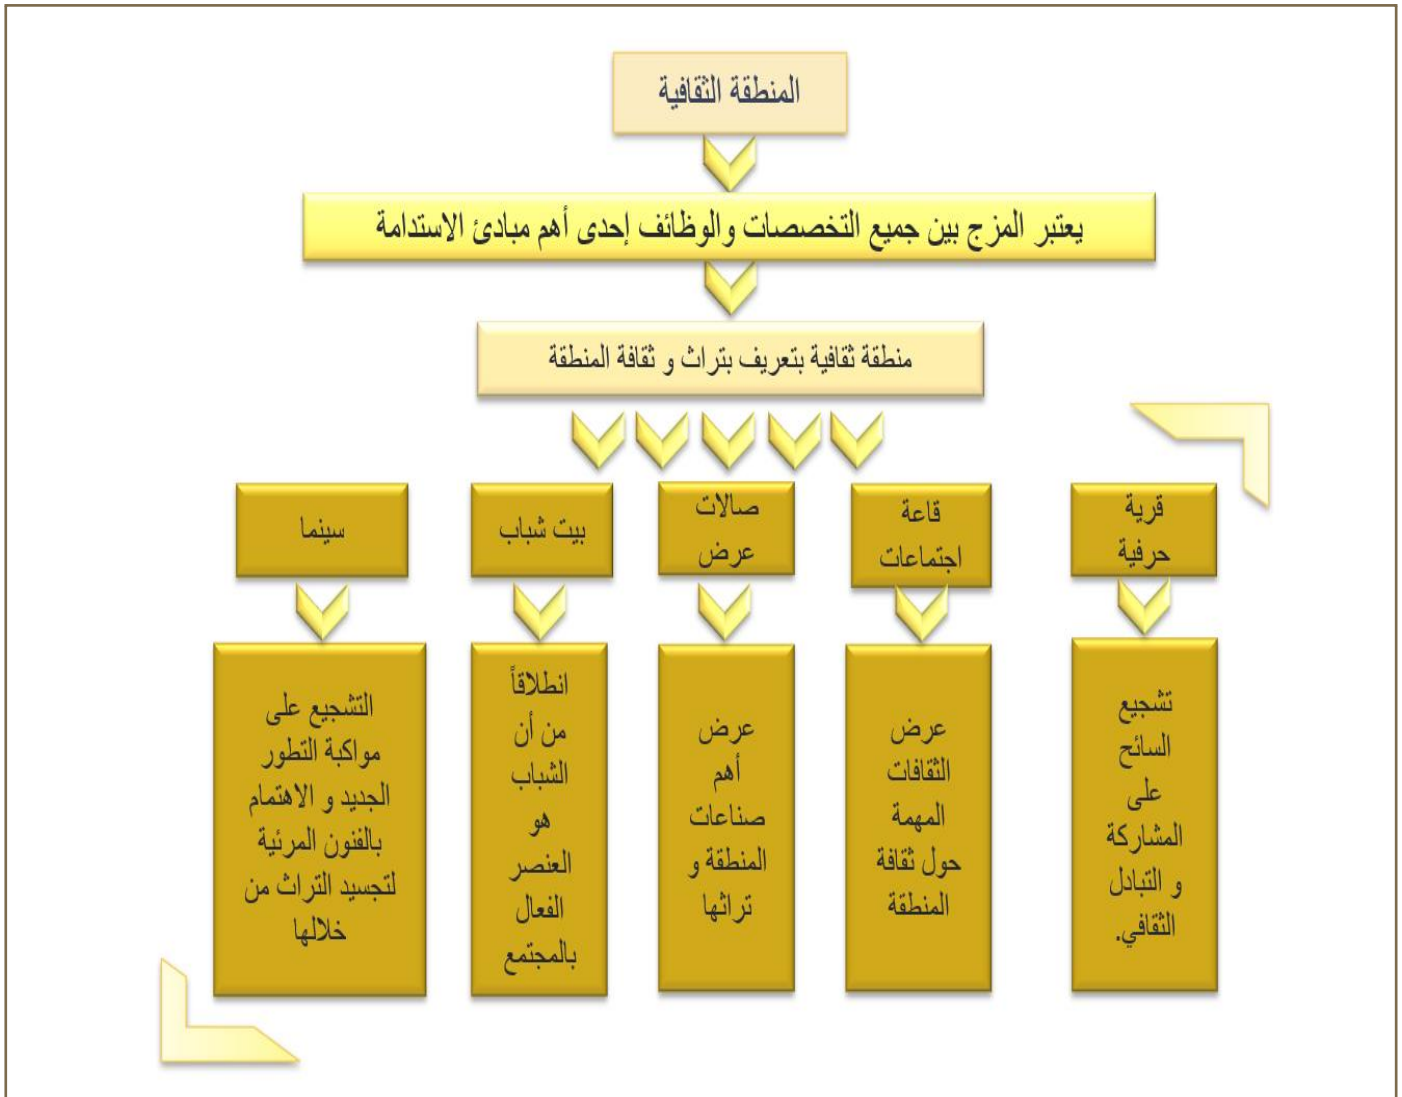 المنطقة الثقافية
يعتبر المزج بين جميع التخصصات والوظائف إحدى أهم مبادئ الاستدامة
منطقة ثقافية بتعريف بتراث و ثقافة المنطقة
قرية
حرفية
قاعة
اجتماعات
صالات
عرض
بيت شباب
سينما
تشجيع
السائح
على
المشاركة
و التبادل
الثقافي.
عرض
الثقافات
المهمة
حول ثقافة
المنطقة
عرض
أهم
صناعات
المنطقة و
تراثها
انطلاقاً
من أن
الشباب
هو
العنصر
الفعال
بالمجتمع
التشجيع على
مواكبة التطور
الجديد و الاهتمام
بالفنون المرئية
لتجسيد التراث من
خلالها